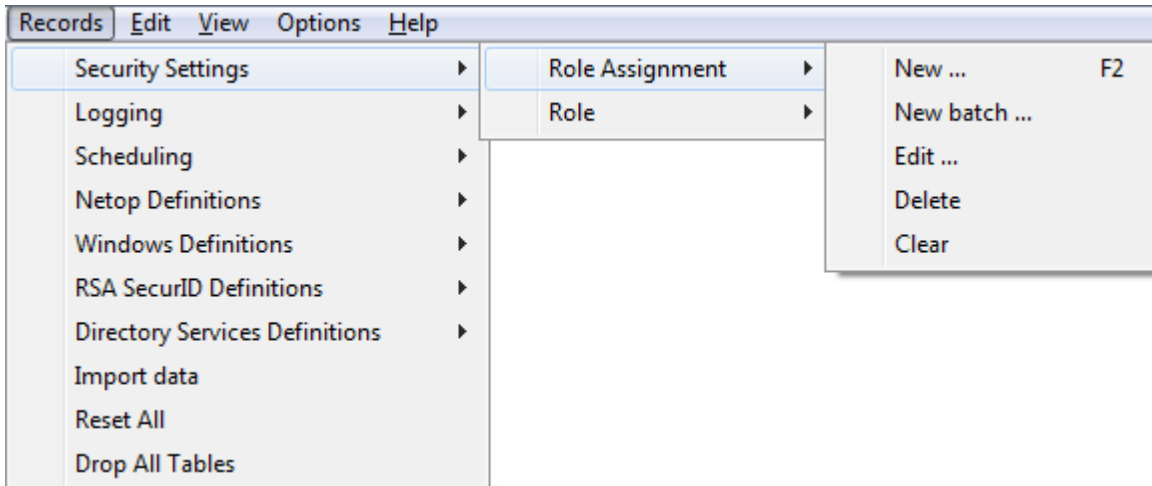 Records Edit View Options Help
Security Settings Role Assignment New ... F2
Logging Role New batch ...
Scheduling Edit ...
Netop Definitions Delete
Windows Definitions Clear
RSA SecurID Definitions
Directory Services Definitions
Import data
Reset All
Drop All Tables